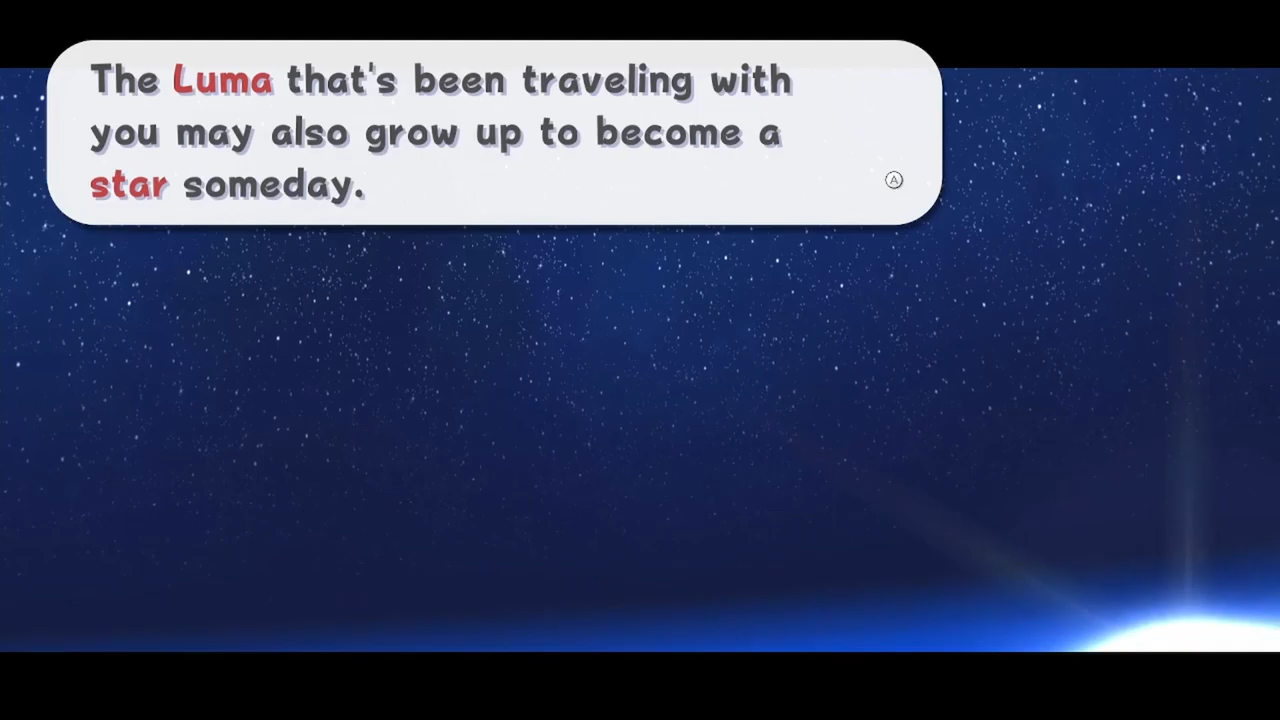 The Luma that's been traveling with
you may also grow up to become a
star someday.
A